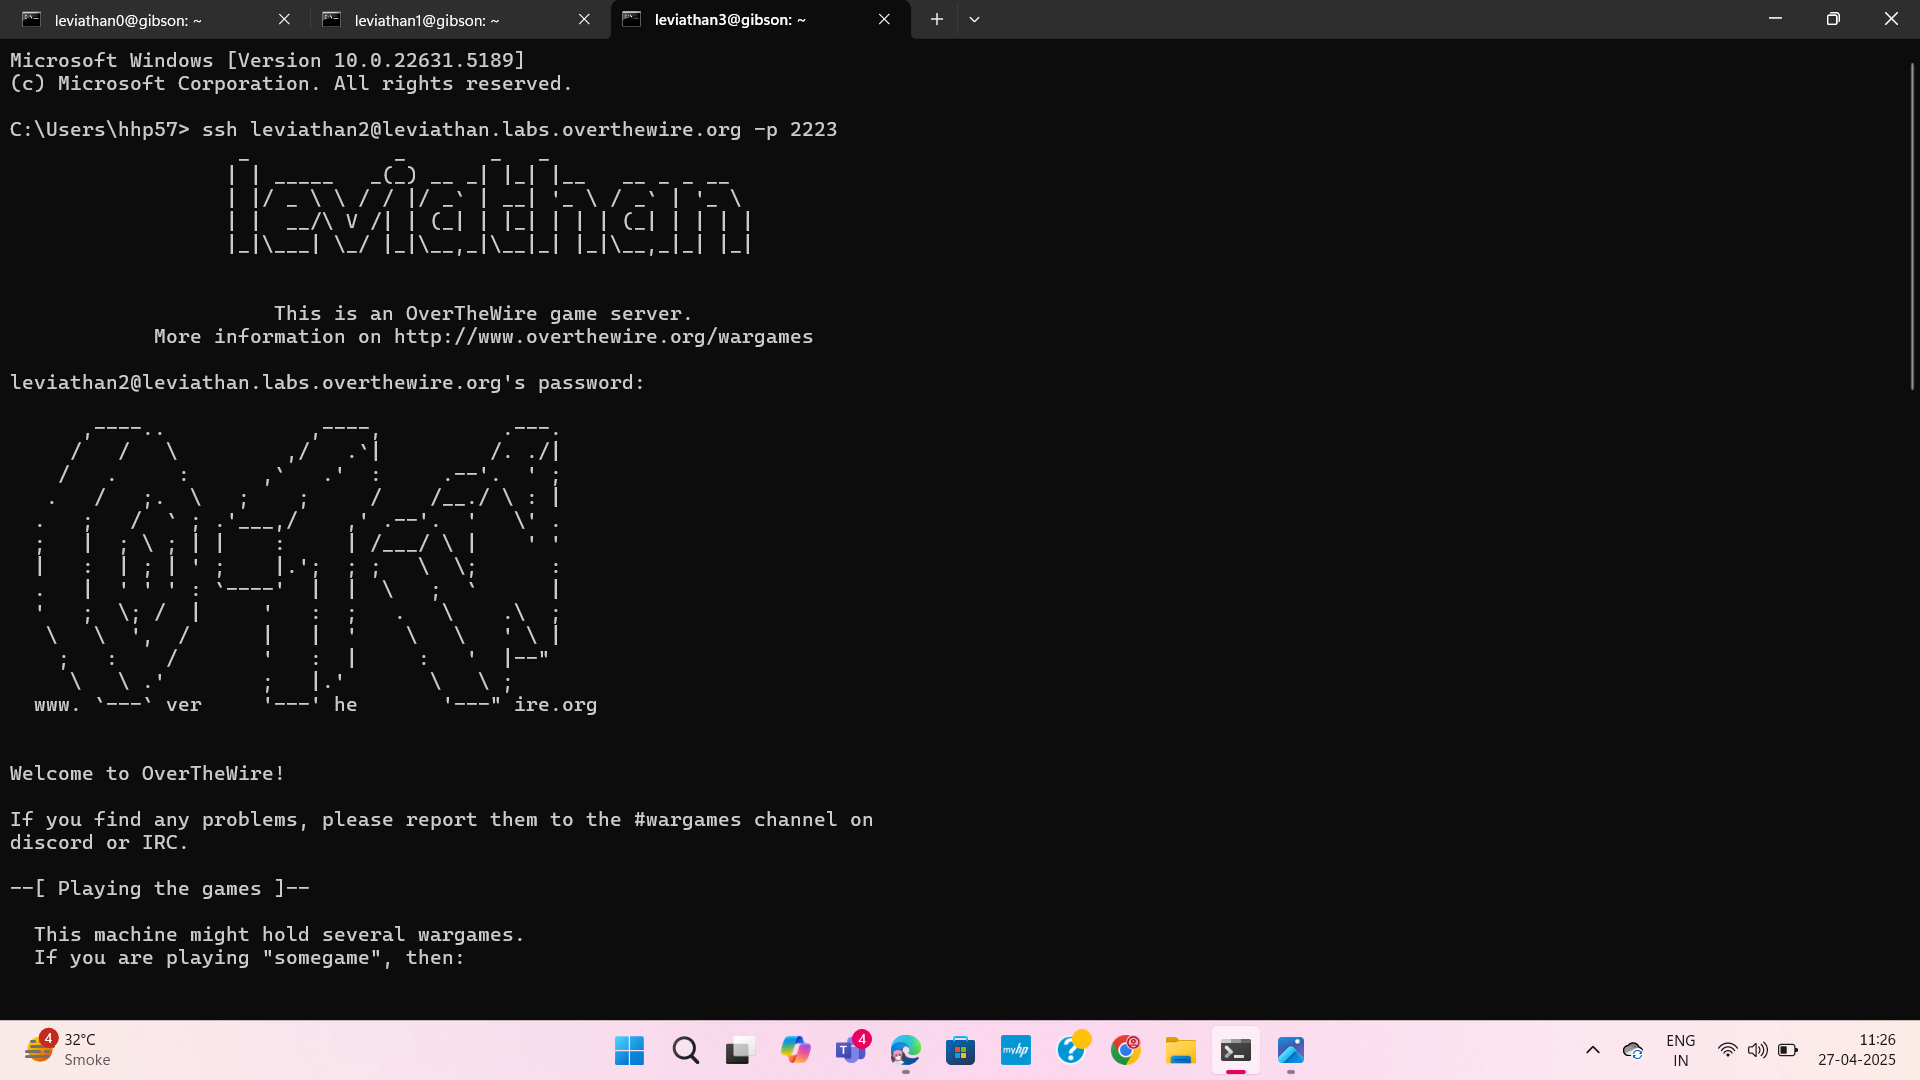 leviathan0@gibson: ~
leviathan1@gibson: ~
leviathan3@gibson: ~
Microsoft Windows [Version 10.0.22631.5189]
(c) Microsoft Corporation. All rights reserved.
C:\Users\hhp57> ssh leviathan2@leviathan.labs.overthewire.org -p 2223
leviathan
This is an OverTheWire game server.
More information on http://www.overthewire.org/wargames
leviathan2@leviathan.labs.overthewire.org's password:
www. `---` ver '---' he '---" ire.org
Welcome to OverTheWire!
If you find any problems, please report them to the #wargames channel on
discord or IRC.
--[ Playing the games ]--
This machine might hold several wargames.
If you are playing "somegame", then:
4
32°C
Smoke
4
myhp
ENG
IN
11:26
27-04-2025